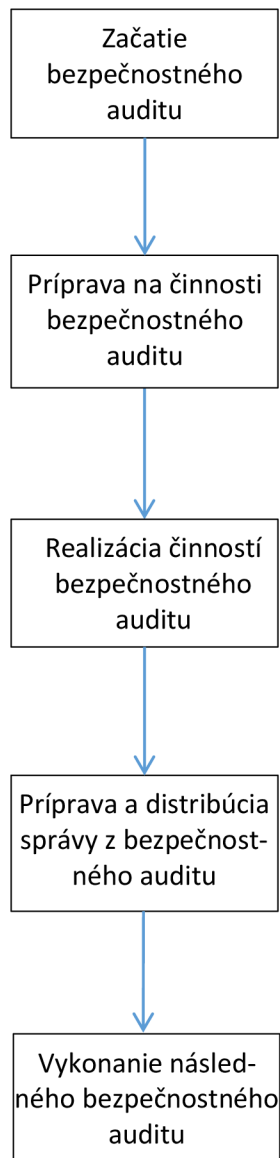 Začatie
bezpečnostného
auditu
Príprava na činnosti
bezpečnostného
auditu
Realizácia činností
bezpečnostného
auditu
Príprava a distribúcia
správy z bezpečnost-
ného auditu
Vykonanie násled-
ného bezpečnostného
auditu